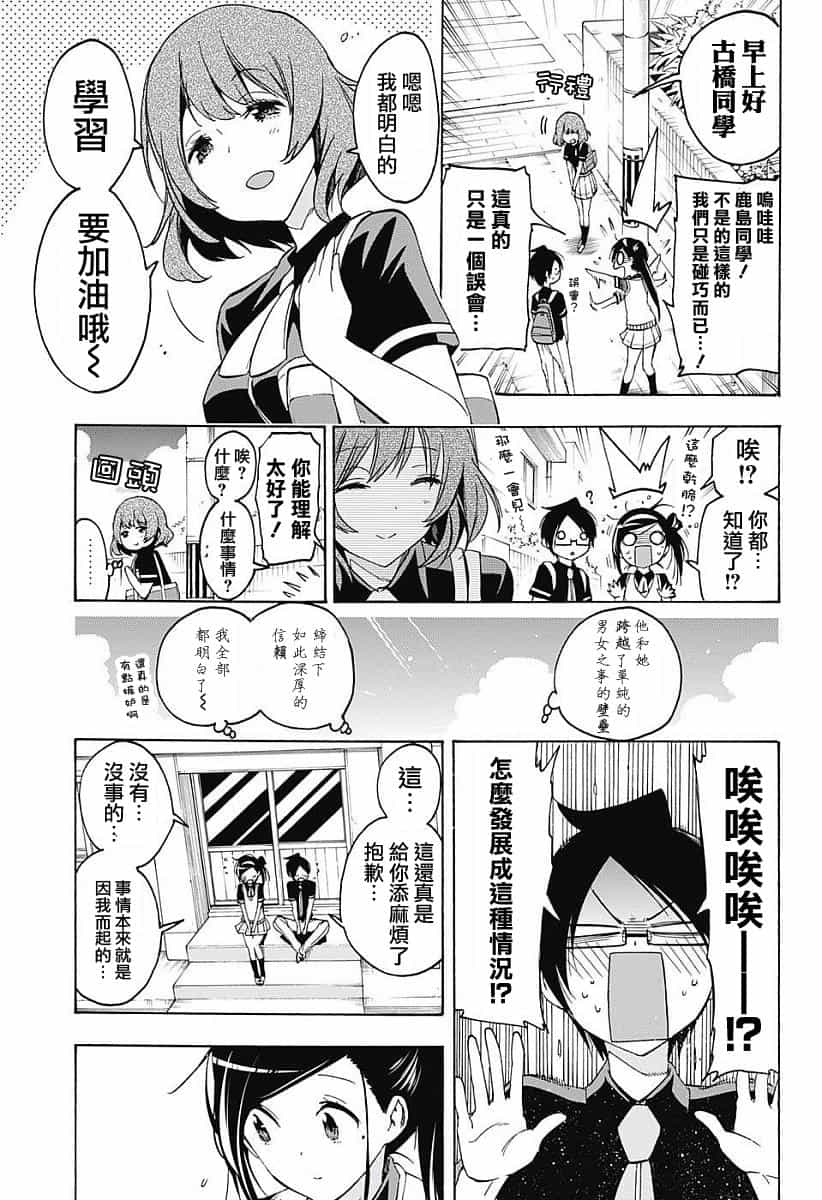 早上好
古橋同學
行禮
嗚哇哇
鹿島同學！
不是的這樣的
我們只是碰巧而已…！
這真的
只是一個誤會…
誤會？
嗯嗯
我都明白的
學習
要加油哦～
唉!?
你都…
知道了!?
這麼乾脆!?
？
那麼一會見
你能理解
太好了！
唉？
什麼？
什麼事情？
回頭
………
他和她
跨越了單純的
男女之事的壁壘
締結下
如此深厚的
信賴
我全部
都明白了～
還真的是
有點嫉妒啊
唉唉唉唉——!?
怎麼發展成這種情況!?
這…
這還真是
給你添麻煩了
抱歉…
沒有…
沒事的…
事情本來就是
因我而起的…